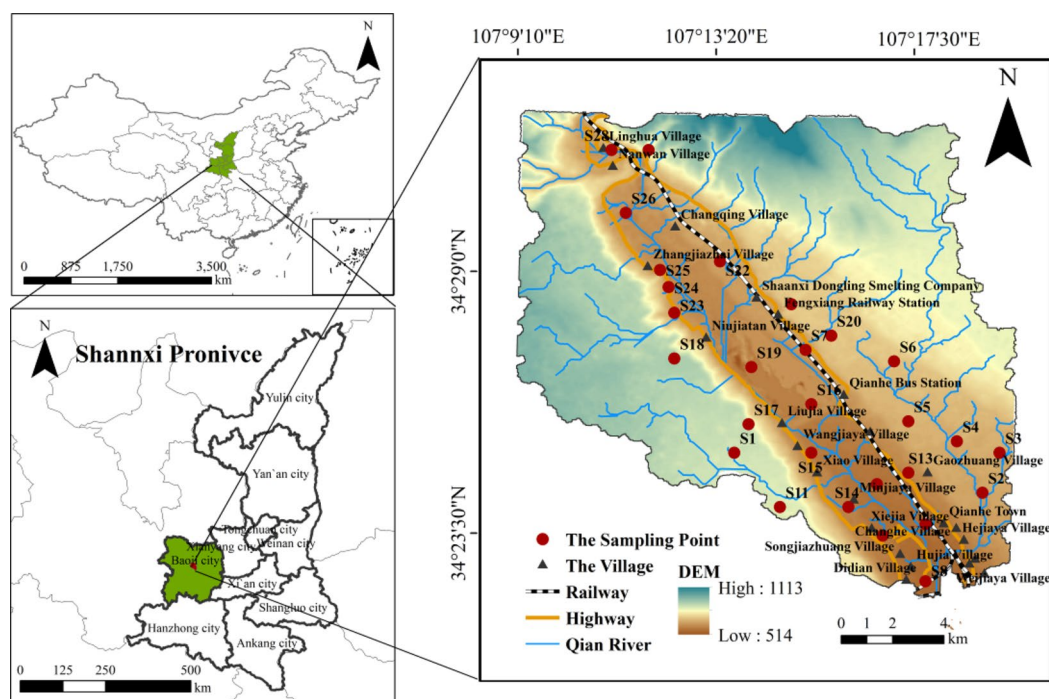 N
0 875 1,750 3,500
km
N
Shannxi Pronivce
Yulin city
Yan`an city
Tongchuan city
Weinan city
Xianyang city
Baoji city
Xi`an city
Shangluo city
Hanzhong city
Ankang city
0 125 250 500
km
107°9'10"E
107°13'20"E
107°17'30"E
34°29'0"N
34°23'30"N
N
S28 Linghua Village
Nanwan Village
S26
Changqing Village
Zhangjiazhai Village
S25
S22
S24
Shaanxi Dongling Smelting Company
Fengxiang Railway Station
S23
Niujiatan Village
S7
S20
S18
S19
S6
Qianhe Bus Station
S16
S17
Liujia Village
S5
S4
S3
S1
Wangjiaya Village
Xiao Village
S13
Gaozhuang Village
S15
Minjiaya Village
S2
S11
S14
Xiejia Village
Qianhe Town
Changhe Village
Hejiaya Village
Songjiazhuang Village
Hujia Village
Didian Village
S8
Weijiaya Village
The Sampling Point
The Village
Railway
Highway
Qian River
DEM
High : 1113
Low : 514
0 1 2 4
km